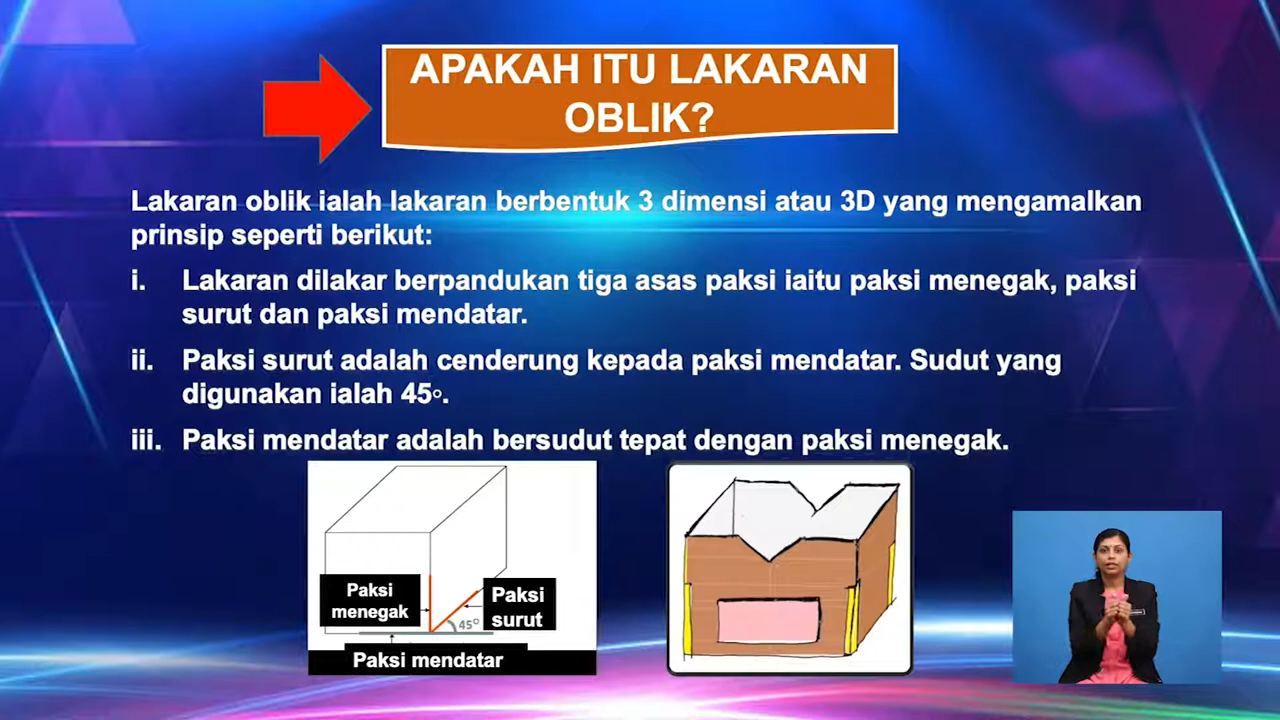 APAKAH ITU LAKARAN
OBLIK?
Lakaran oblik ialah lakaran berbentuk 3 dimensi atau 3D yang mengamalkan
prinsip seperti berikut:
i. Lakaran dilakar berpandukan tiga asas paksi iaitu paksi menegak, paksi
surut dan paksi mendatar.
ii. Paksi surut adalah cenderung kepada paksi mendatar. Sudut yang
digunakan ialah 45°.
iii. Paksi mendatar adalah bersudut tepat dengan paksi menegak.
Paksi
menegak
Paksi
surut
45°
Paksi mendatar